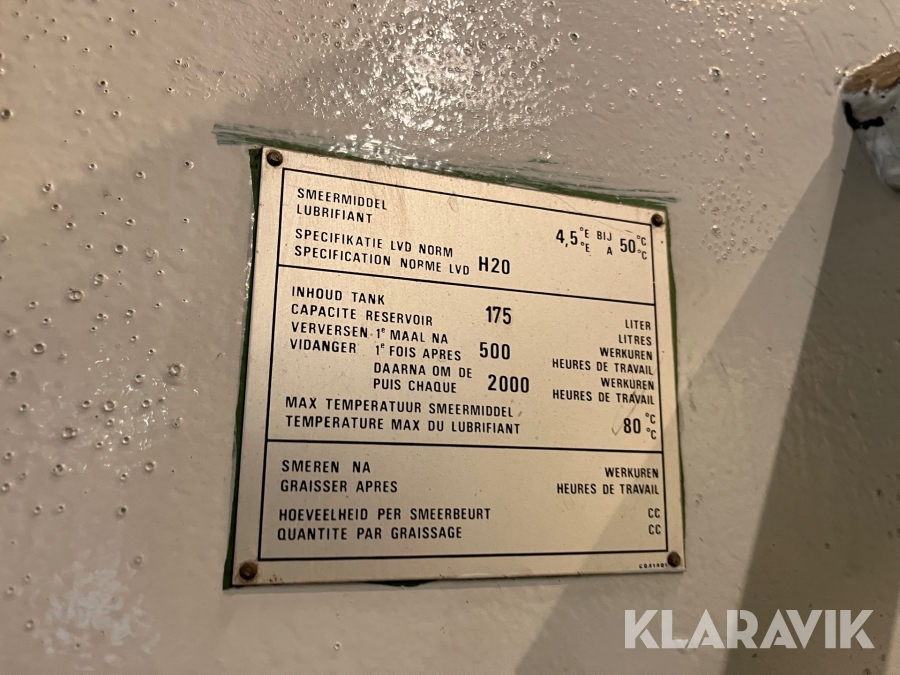 SMEERMIDDEL 4,5 °E BIJ 50 °C
LUBRIFIANT °E A °C
SPECIFIKATIE LVD NORM H20
SPECIFICATION NORME LVD
INHOUD TANK 175 LITER
CAPACITE RESERVOIR LITRES
VERVERSEN 1e MAAL NA 500 WERKUREN
VIDANGER 1e FOIS APRES HEURES DE TRAVAIL
DAARNA OM DE 2000 WERKUREN
PUIS CHAQUE HEURES DE TRAVAIL
MAX TEMPERATUUR SMEERMIDDEL 80 °C
TEMPERATURE MAX DU LUBRIFIANT °C
SMEREN NA WERKUREN
GRAISSER APRES HEURES DE TRAVAIL
HOEVEELHEID PER SMEERBEURT CC
QUANTITE PAR GRAISSAGE CC
KLARAVIK